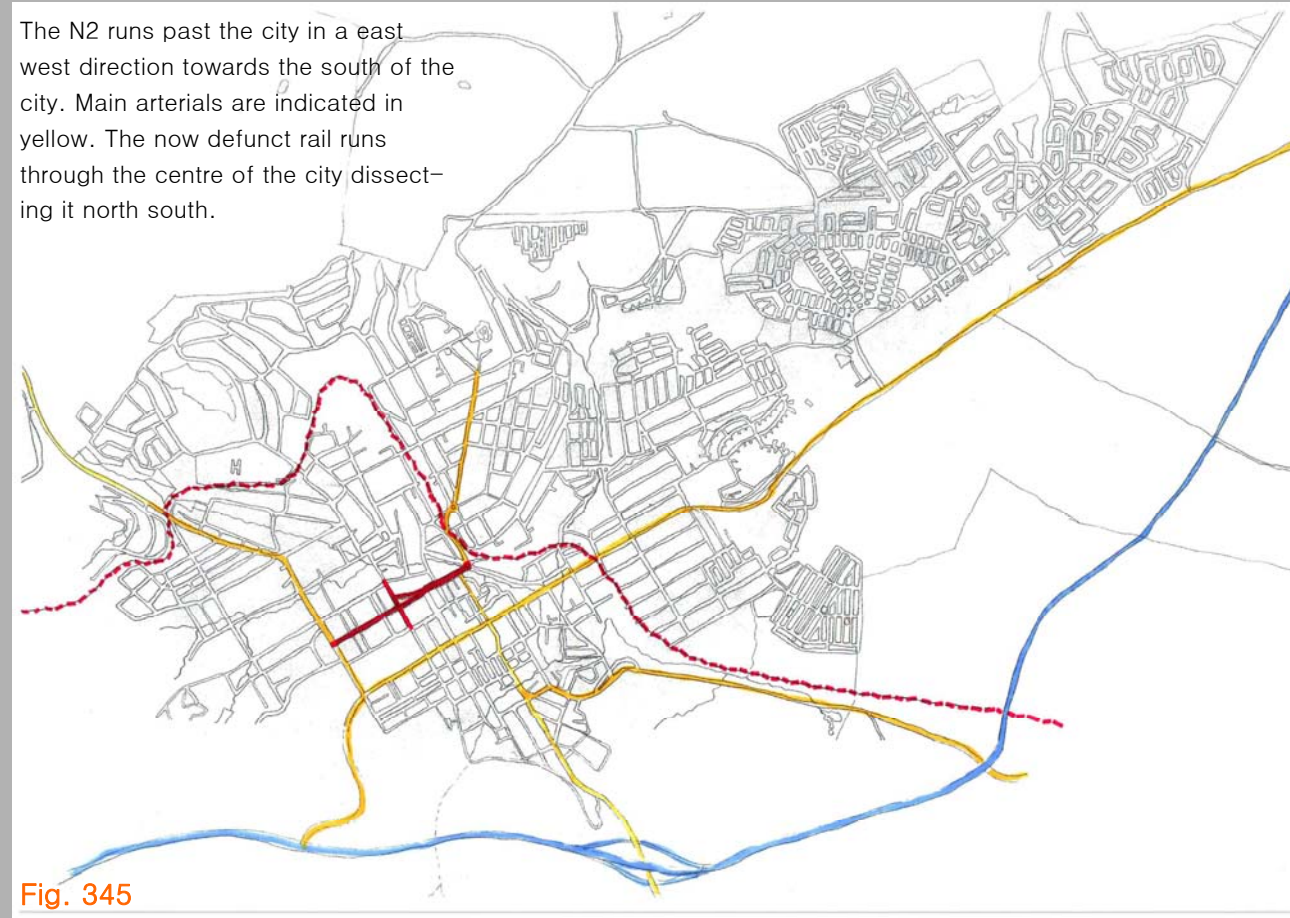 The N2 runs past the city in a east
west direction towards the south of the
city. Main arterials are indicated in
yellow. The now defunct rail runs
through the centre of the city dissect-
ing it north south.
Fig. 345